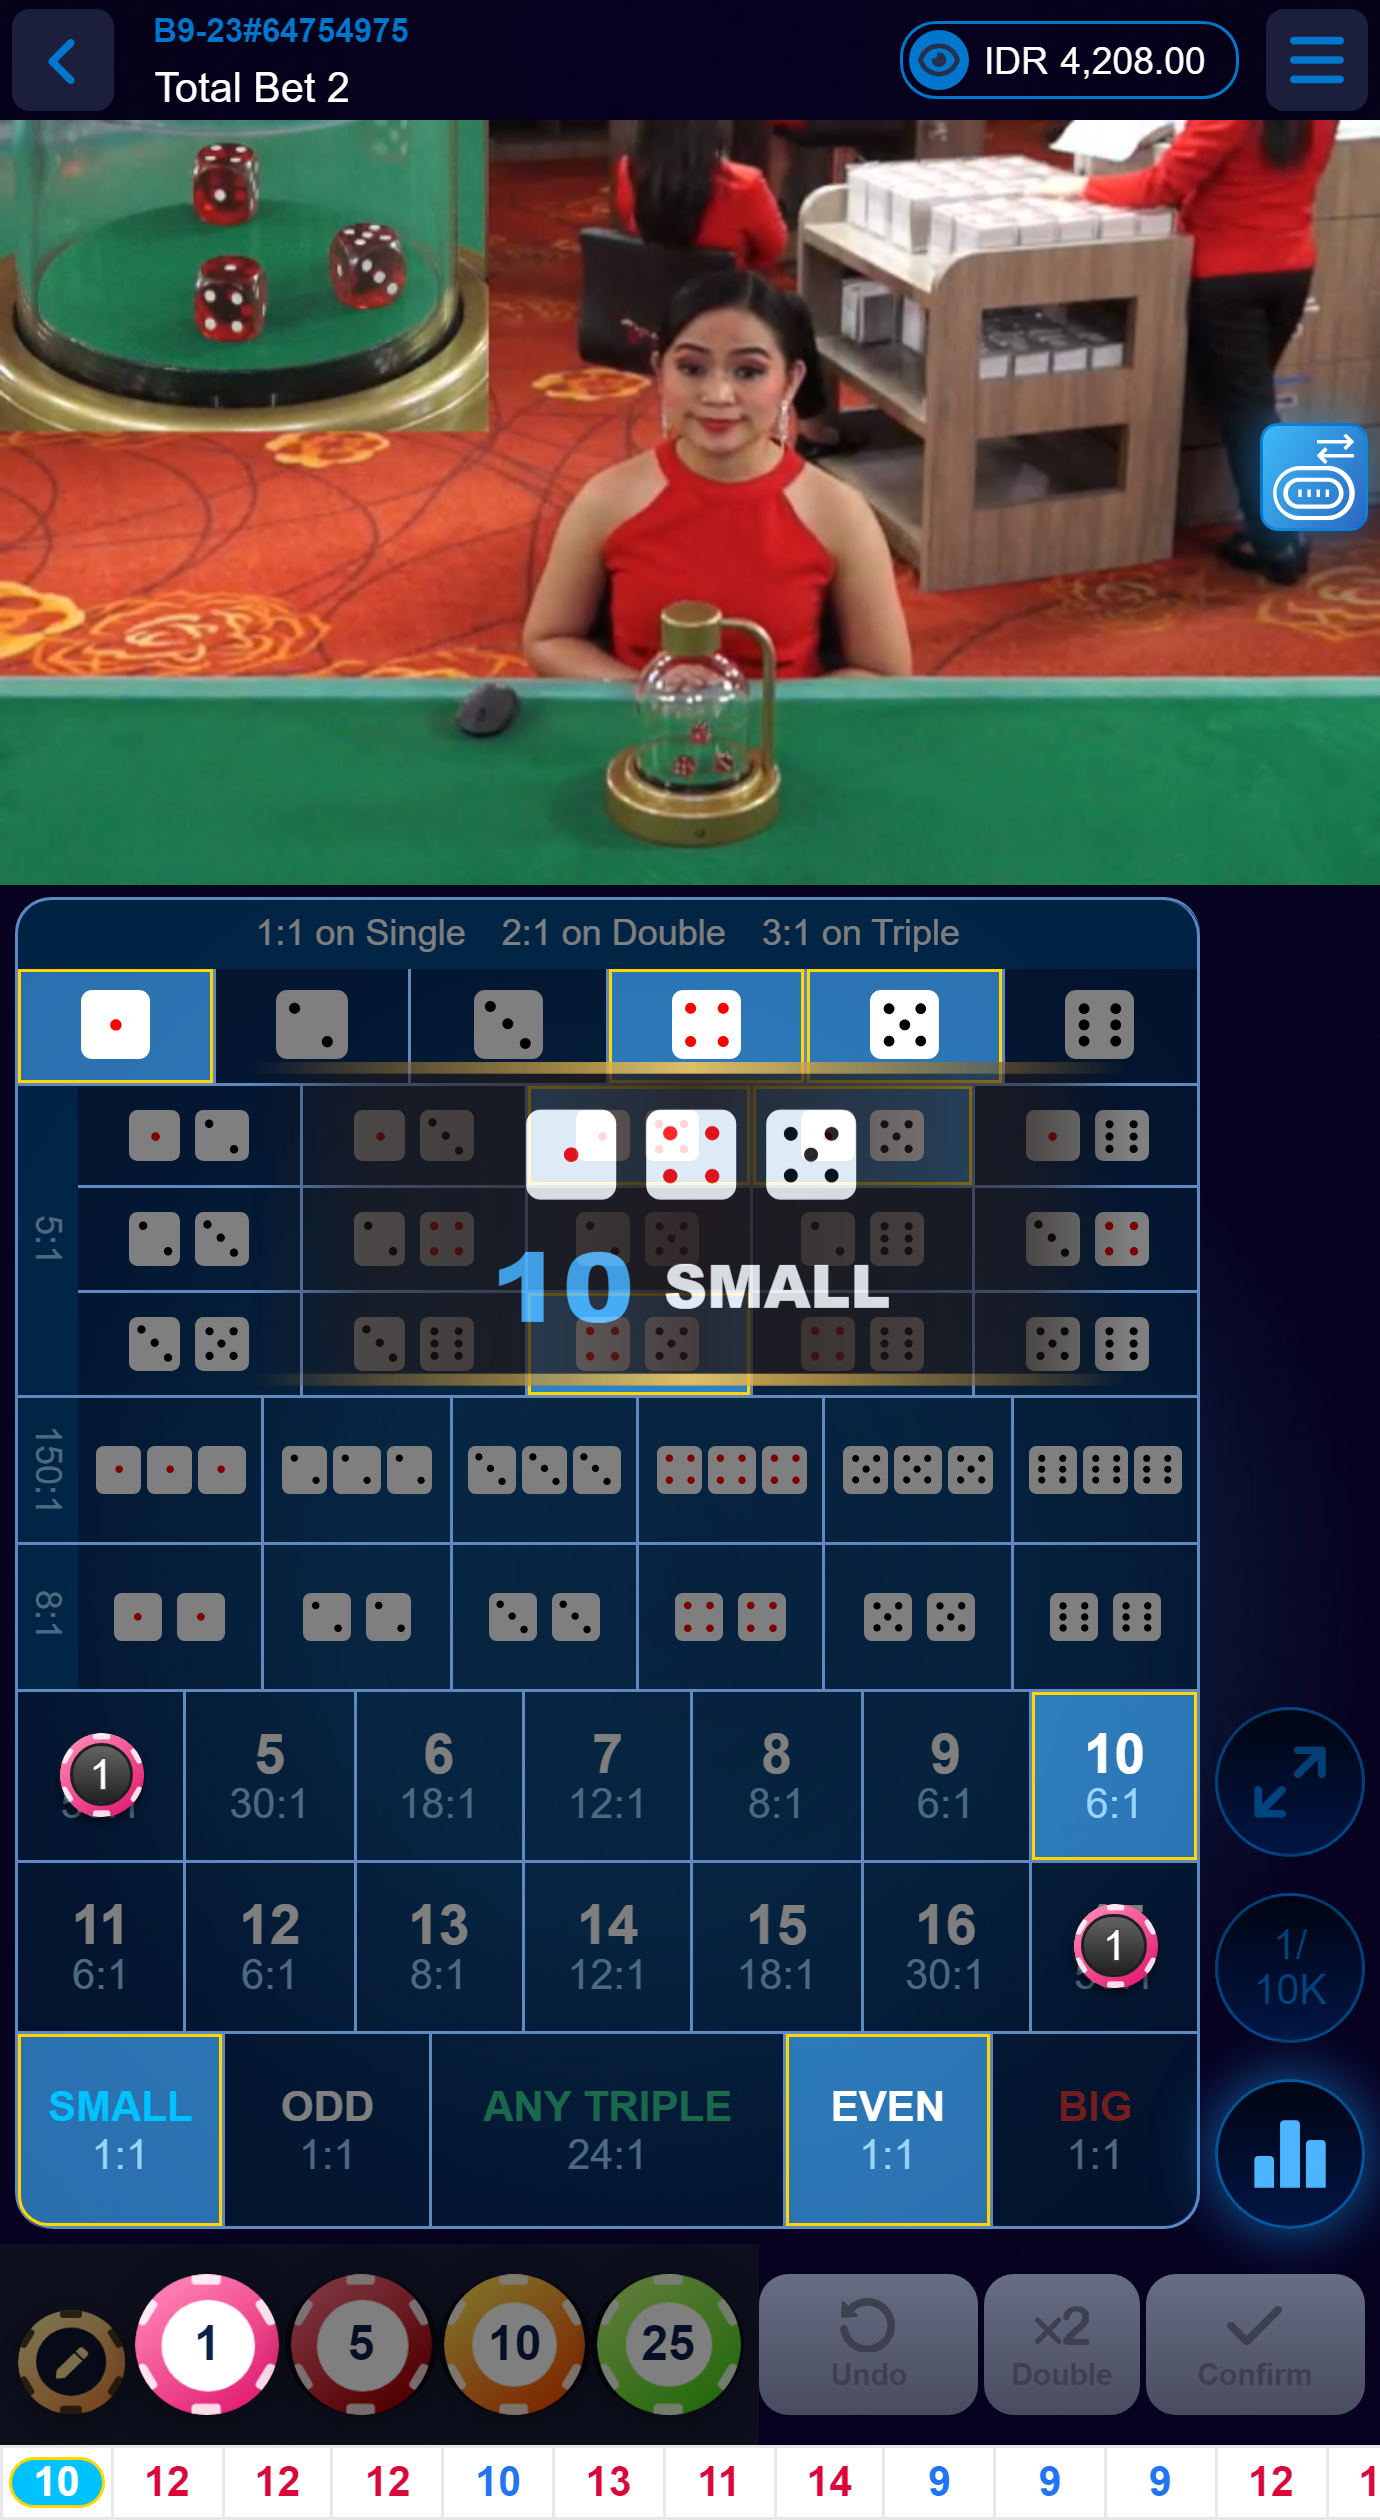 B9-23#64754975
Total Bet 2
IDR 4,208.00
1:1 on Single 2:1 on Double 3:1 on Triple
5:1
10 SMALL
150:1
8:1
1
5 6 7 8 9 10
30:1 18:1 12:1 8:1 6:1 6:1
11 12 13 14 15 16 1
6:1 6:1 8:1 12:1 18:1 30:1
1/
10K
SMALL ODD ANY TRIPLE EVEN BIG
1:1 1:1 24:1 1:1 1:1
1 5 10 25
x2
Undo Double Confirm
10 12 12 12 10 13 11 14 9 9 9 12